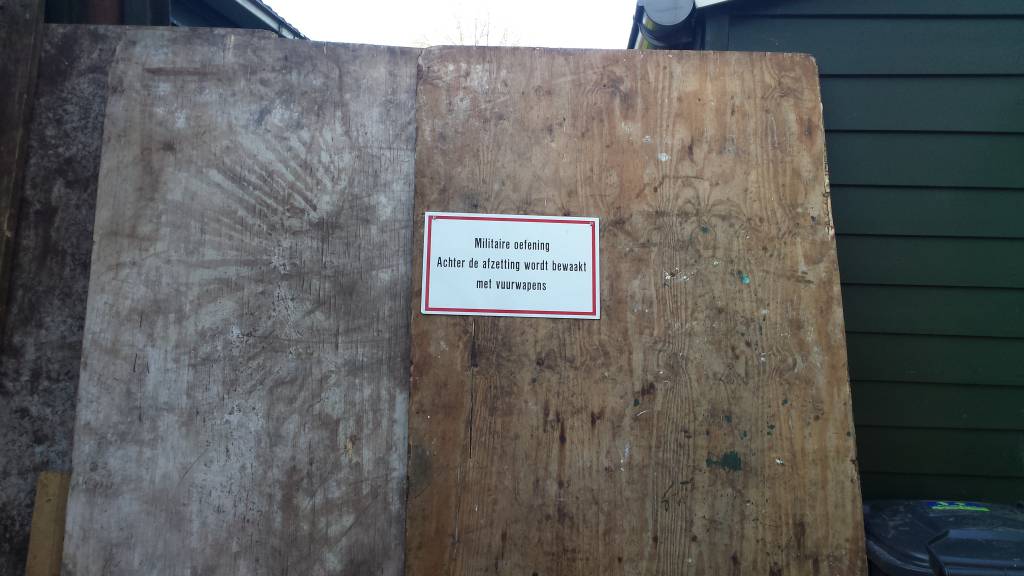 Militaire oefening
Achter de afzetting wordt bewaakt
met vuurwapens